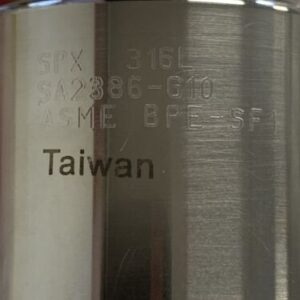 SPX 316L
SA2386-G10
ASME BPE-SF1
Taiwan